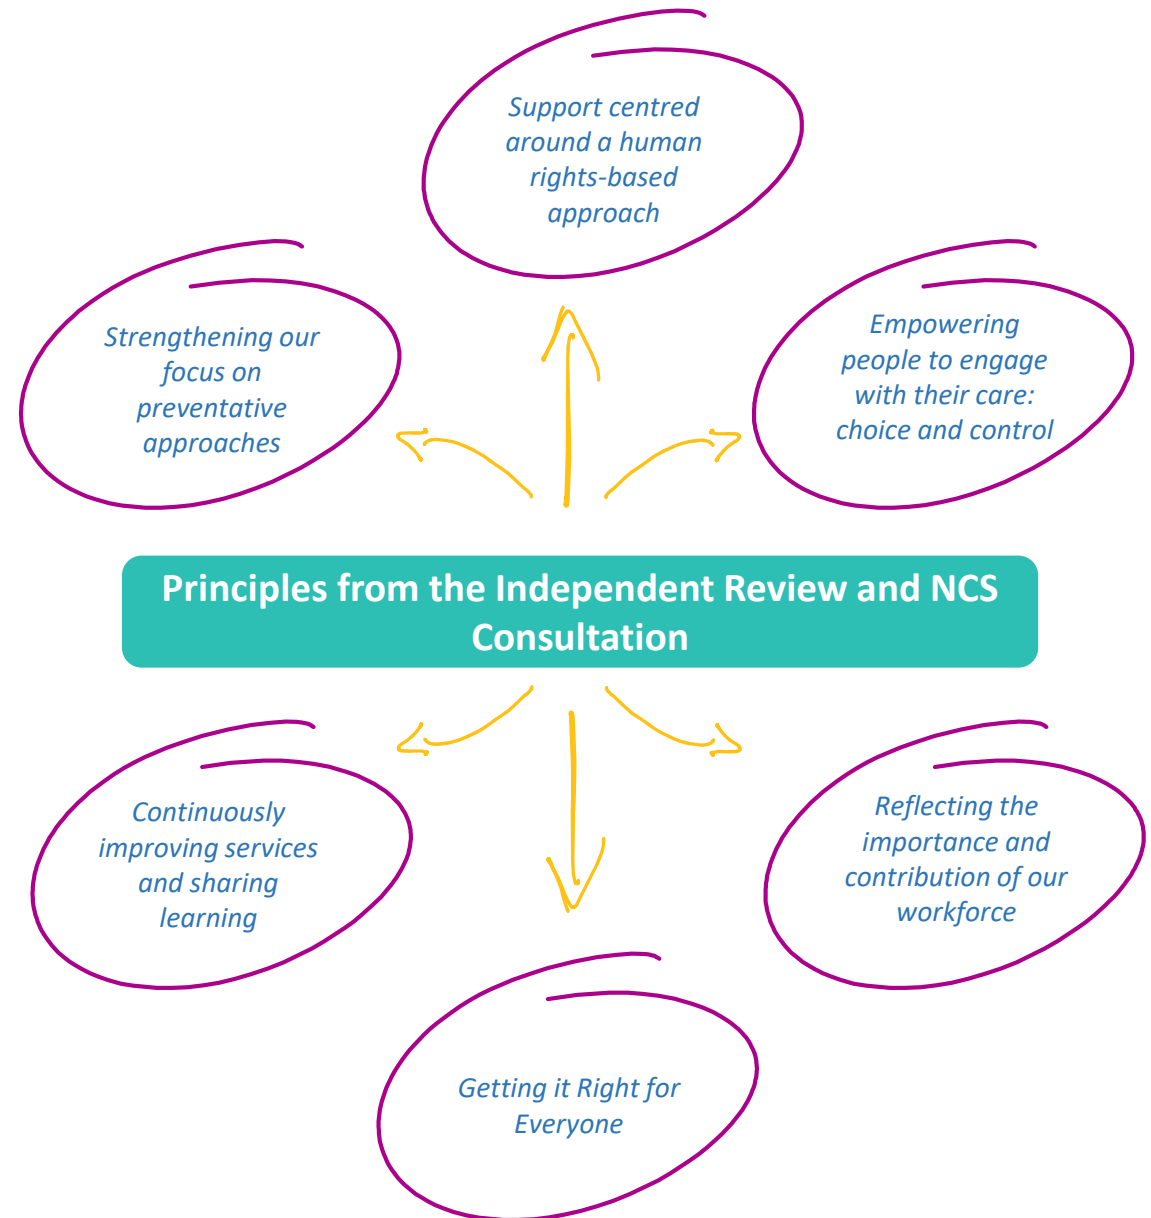 Support centred
around a human
rights-based
approach
Strengthening our
focus on
preventative
approaches
Empowering
people to engage
with their care:
choice and control
Principles from the Independent Review and NCS
Consultation
Continuously
improving services
and sharing
learning
Reflecting the
importance and
contribution of our
workforce
Getting it Right for
Everyone